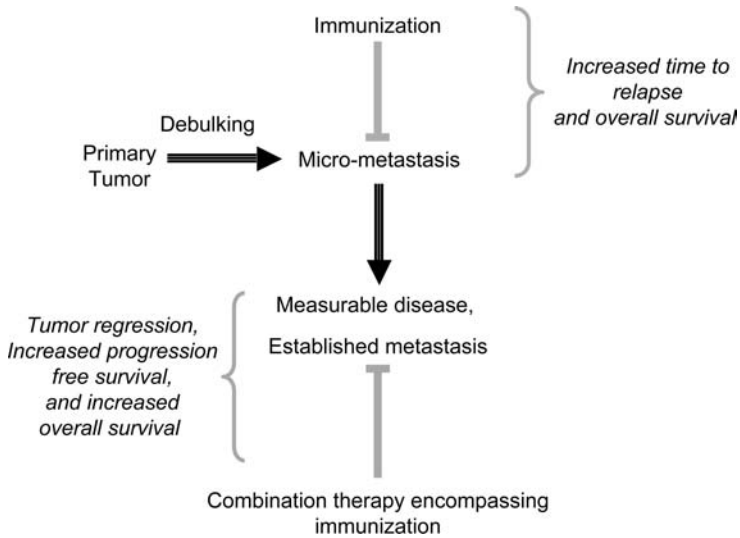 Immunization
Increased time to
relapse
and overall survival
Debulking
Primary
Tumor
Micro-metastasis
Measurable disease,
Established metastasis
Tumor regression,
Increased progression
free survival,
and increased
overall survival
Combination therapy encompassing
immunization